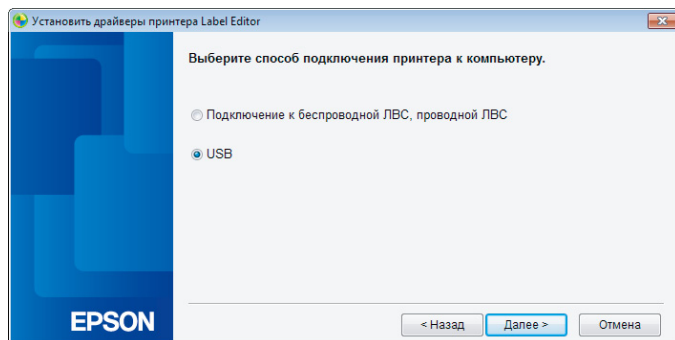 Установить драйверы принтера Label Editor
Выберите способ подключения принтера к компьютеру.
Подключение к беспроводной ЛВС, проводной ЛВС
USB
EPSON
< Назад
Далее >
Отмена